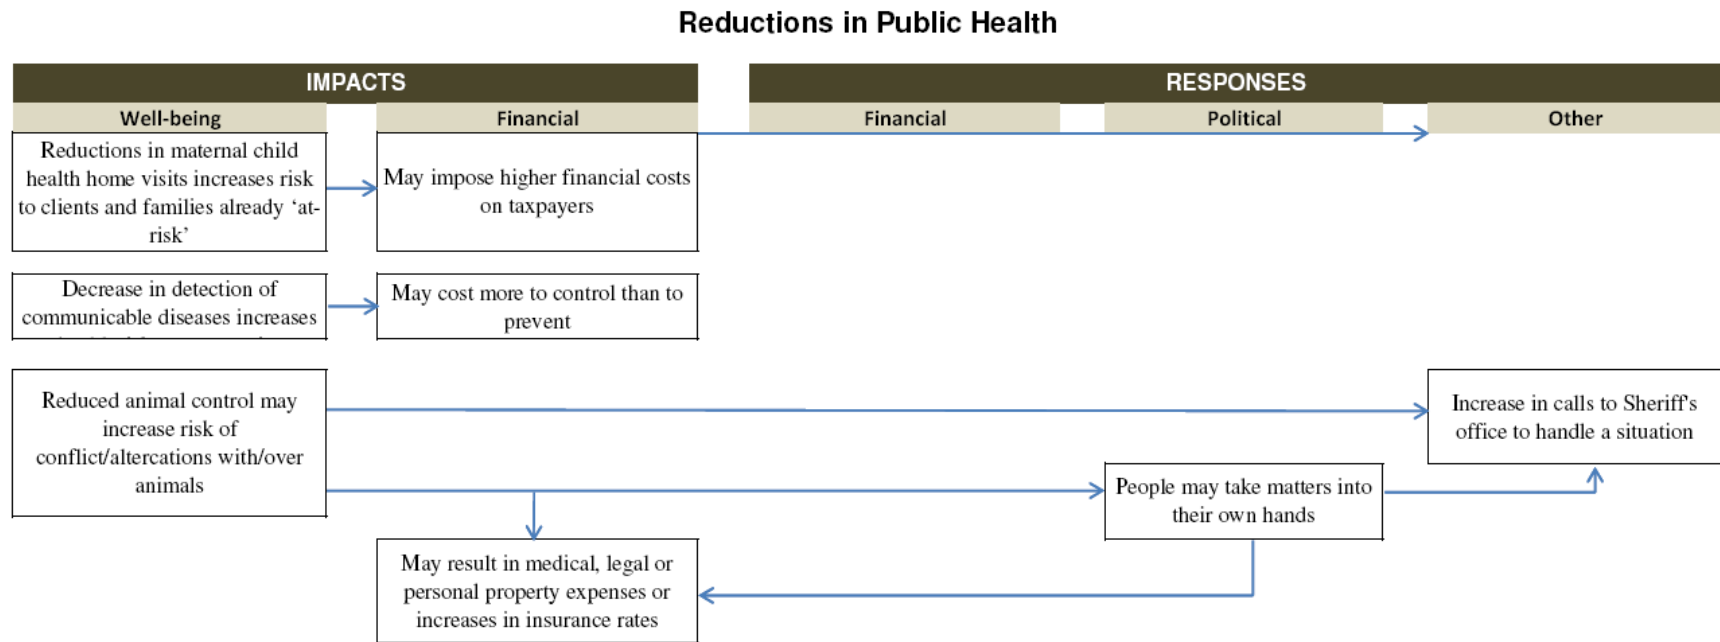 Reductions in Public Health
IMPACTS
RESPONSES
Well-being
Financial
Financial
Political
Other
Reductions in maternal child
health home visits increases risk
to clients and families already ‘at-
risk’
May impose higher financial costs
on taxpayers
Decrease in detection of
communicable diseases increases
May cost more to control than to
prevent
Reduced animal control may
increase risk of
conflict/altercations with/over
animals
Increase in calls to Sheriff's
office to handle a situation
People may take matters into
their own hands
May result in medical, legal or
personal property expenses or
increases in insurance rates